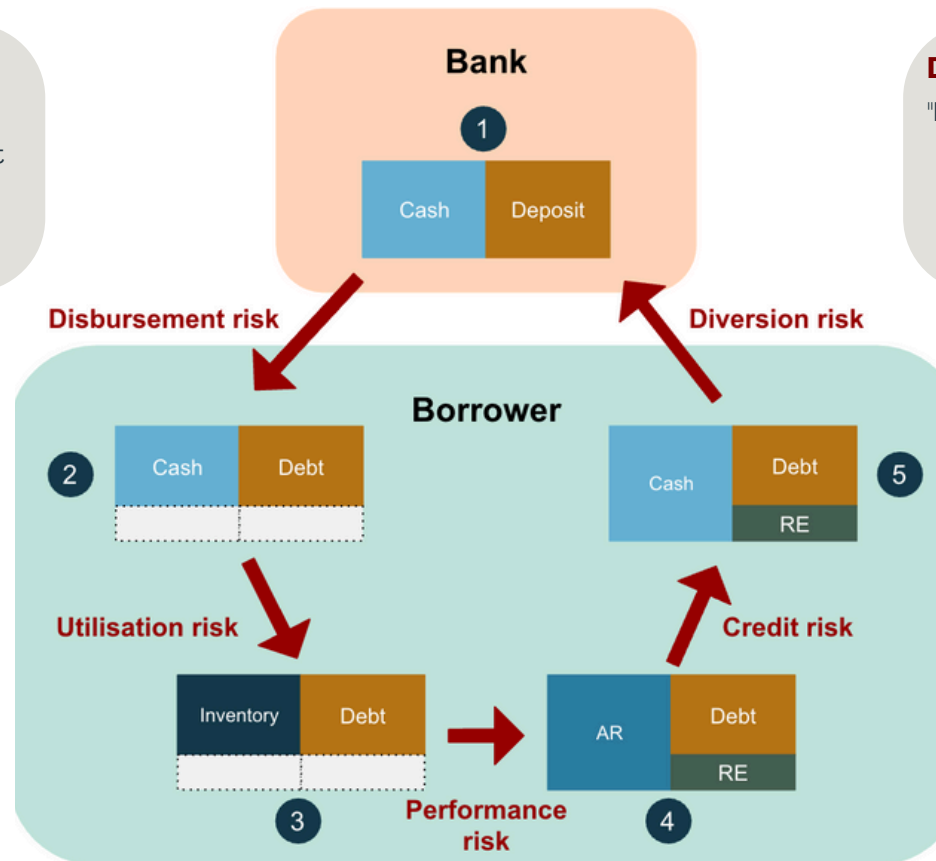 Bank
1
Cash
Deposit
Disbursement risk
Diversion risk
Borrower
2
Cash
Debt
Cash
Debt
RE
5
Utilisation risk
Credit risk
Inventory
Debt
AR
Debt
RE
3
Performance
risk
4